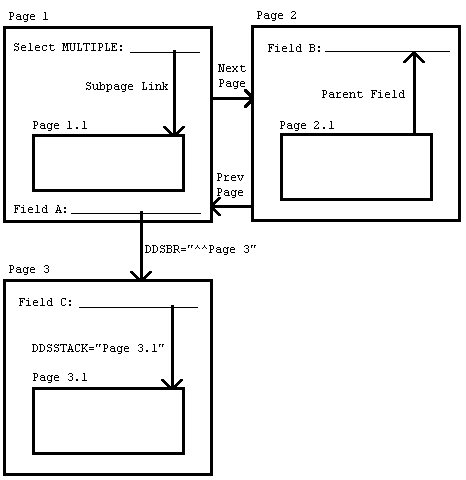 Page 1
Select MULTIPLE:
Subpage Link
Page 1.1
Field A:
Next
Page
Prev
Page
Page 2
Field B:
Parent Field
Page 2.1
DDSBR="^^Page 3"
Page 3
Field C:
DDSSTACK="Page 3.1"
Page 3.1